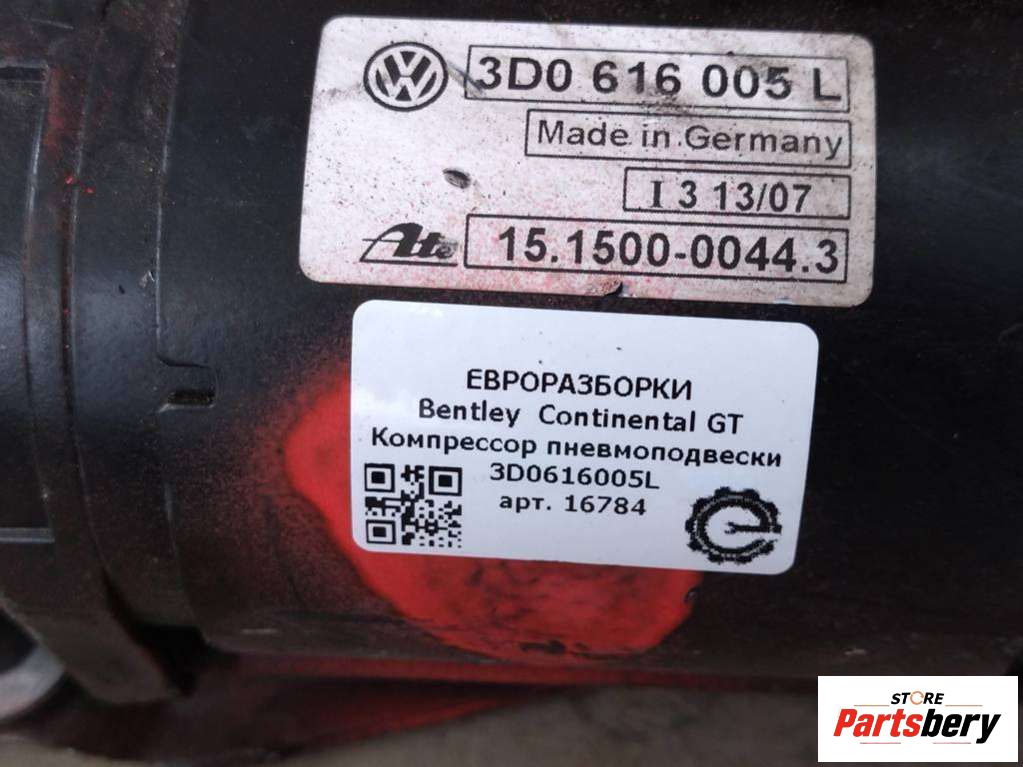 3D0 616 005 L
Made in Germany
I 3 13/07
Ate
15.1500-0044.3
ЕВРОРАЗБОРКИ
Bentley Continental GT
Компрессор пневмоподвески
3D0616005L
арт. 16784
STORE
Partsbery